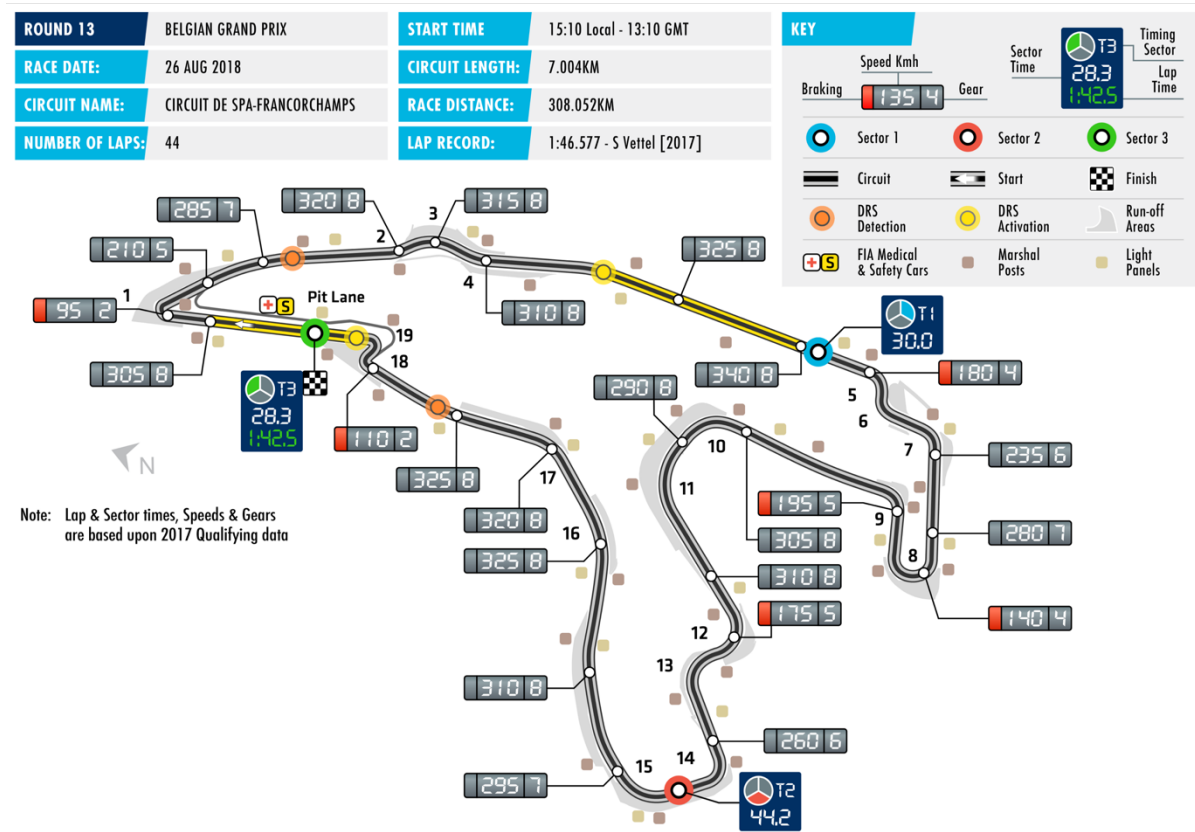 ROUND 13
BELGIAN GRAND PRIX
RACE DATE:
26 AUG 2018
CIRCUIT NAME:
CIRCUIT DE SPA-FRANCORCHAMPS
NUMBER OF LAPS:
44
START TIME
15:10 Local - 13:10 GMT
CIRCUIT LENGTH:
7.004KM
RACE DISTANCE:
308.052KM
LAP RECORD:
1:46.577 - S Vettel [2017]
KEY
Speed Kmh
Braking
135 4
Gear
Sector
Time
T3
28.3
1:42.5
Timing
Sector
Lap
Time
Sector 1
Sector 2
Sector 3
Circuit
Start
Finish
DRS
Detection
DRS
Activation
Run-off
Areas
S
FIA Medical
& Safety Cars
Marshal
Posts
Light
Panels
285 7
320 8
3
315 8
210 5
2
4
325 8
1
95 2
S
Pit Lane
310 8
T1
30.0
19
18
305 8
340 8
180 4
T3
28.3
1:42.5
290 8
5
6
110 2
10
7
235 6
N
325 8
17
11
195 5
9
320 8
16
305 8
280 7
325 8
8
310 8
175 5
140 4
12
13
310 8
260 6
14
15
295 7
T2
44.2
Note: Lap & Sector times, Speeds & Gears
are based upon 2017 Qualifying data